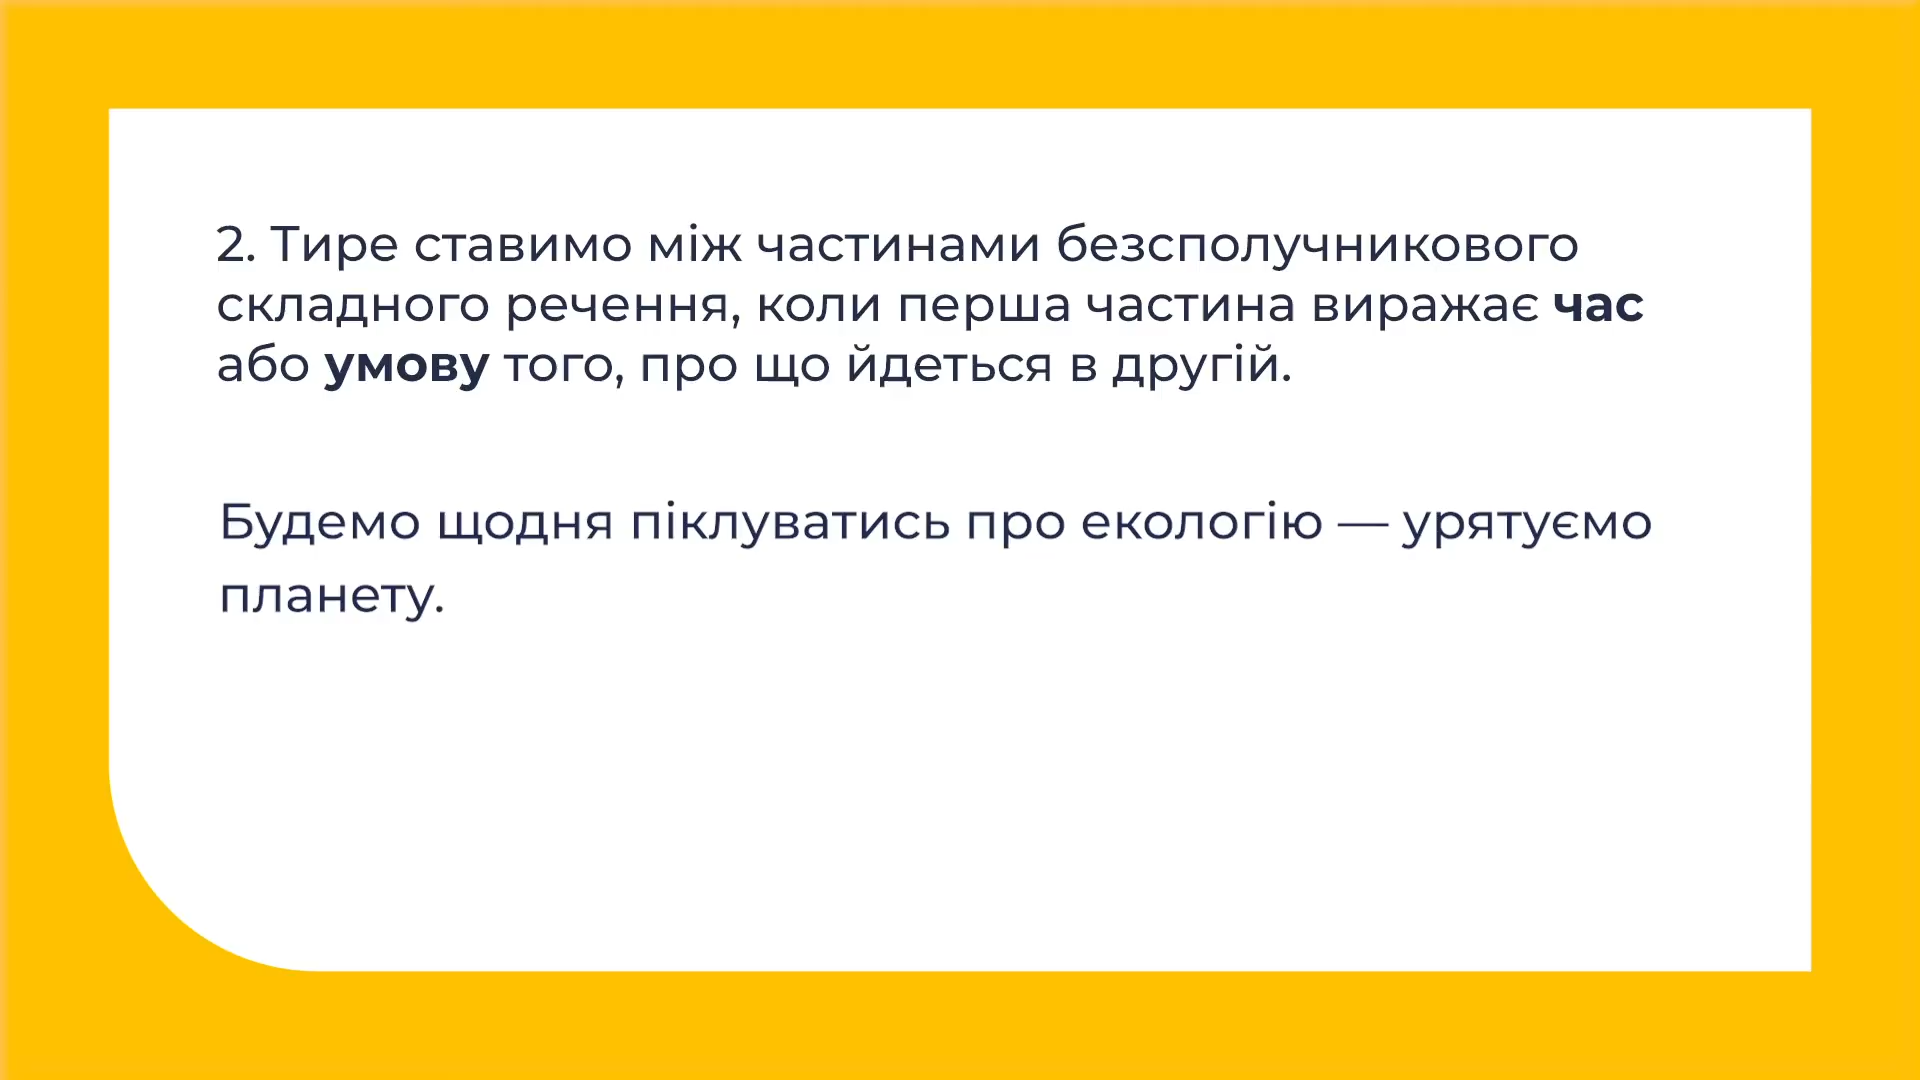 2. Тире ставимо між частинами безсполучникового
складного речення, коли перша частина виражає час
або умову того, про що йдеться в другій.
Будемо щодня піклуватись про екологію — урятуємо
планету.